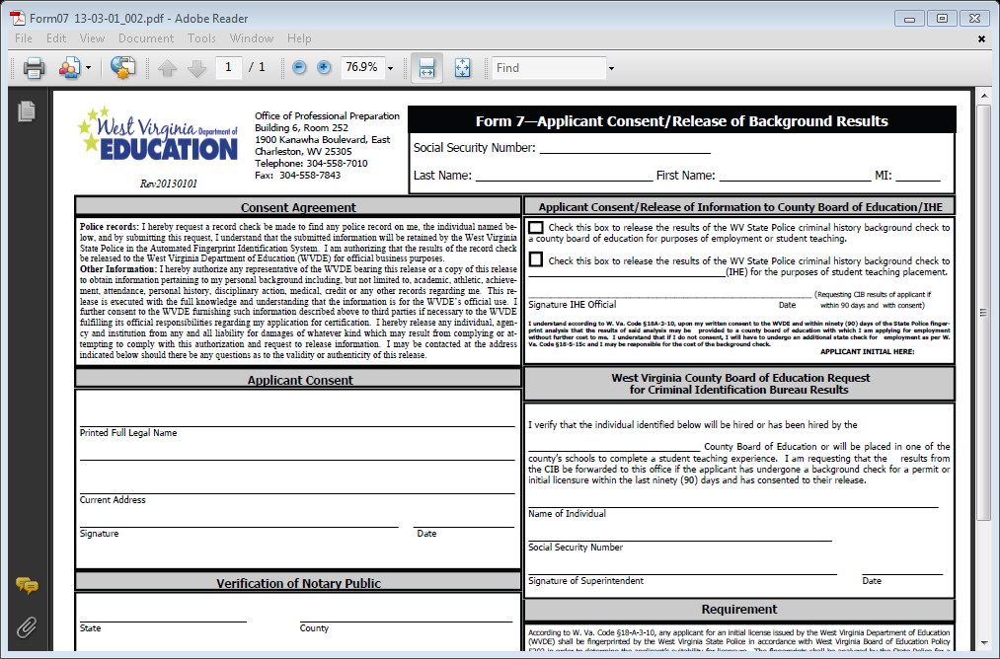 Form07 13-03-01_002.pdf - Adobe Reader
File Edit View Document Tools Window Help
1 / 1 76.9% Find
West Virginia Department of
EDUCATION
Rev20130101
Office of Professional Preparation
Building 6, Room 252
1900 Kanawha Boulevard, East
Charleston, WV 25305
Telephone: 304-558-7010
Fax: 304-558-7843
Form 7—Applicant Consent/Release of Background Results
Social Security Number:
Last Name: First Name: MI:
Consent Agreement
Police records: I hereby request a record check be made to find any police record on me, the individual named be-
low, and by submitting this request, I understand that the submitted information will be retained by the West Virginia
State Police in the Automated Fingerprint Identification System. I am authorizing that the results of the record check
be released to the West Virginia Department of Education (WVDE) for official business purposes.
Other Information: I hereby authorize any representative of the WVDE bearing this release or a copy of this release
to obtain information pertaining to my personal background including, but not limited to, academic, athletic, achieve-
ment, attendance, personal history, disciplinary action, medical, credit or any other records regarding me. This re-
lease is executed with the full knowledge and understanding that the information is for the WVDE's official use. I
further consent to the WVDE furnishing such information described above to third parties if necessary to the WVDE
fulfilling its official responsibilities regarding my application for certification. I hereby release any individual, agen-
cy and institution from any and all liability for damages of whatever kind which may result from complying or at-
tempting to comply with this authorization and request to release information. I may be contacted at the address
indicated below should there be any questions as to the validity or authenticity of this release.
Applicant Consent
Printed Full Legal Name
Current Address
Signature Date
Verification of Notary Public
State County
Applicant Consent/Release of Information to County Board of Education/IHE
Check this box to release the results of the WV State Police criminal history background check to
a county board of education for purposes of employment or student teaching.
Check this box to release the results of the WV State Police criminal history background check to
(IHE) for the purposes of student teaching placement.
(Requesting CIB results of applicant if
Signature IHE Official Date within 90 days and with consent)
I understand according to W. Va. Code §18A-3-10, upon my written consent to the WVDE and within ninety (90) days of the State Police finger-
print analysis that the results of said analysis may be provided to a county board of education with which I am applying for employment
without further cost to me. I understand that if I do not consent, I will have to undergo an additional state check for employment as per W.
Va. Code §18-5-15c and I may be responsible for the cost of the background check.
APPLICANT INITIAL HERE:
West Virginia County Board of Education Request
for Criminal Identification Bureau Results
I verify that the individual identified below will be hired or has been hired by the
County Board of Education or will be placed in one of the
county's schools to complete a student teaching experience. I am requesting that the results from
the CIB be forwarded to this office if the applicant has undergone a background check for a permit or
initial licensure within the last ninety (90) days and has consented to their release.
Name of Individual
Social Security Number
Signature of Superintendent Date
Requirement
According to W. Va. Code §18-A-3-10, any applicant for an initial license issued by the West Virginia Department of Education
(WVDE) shall be fingerprinted by the West Virginia State Police in accordance with West Virginia Board of Education Policy